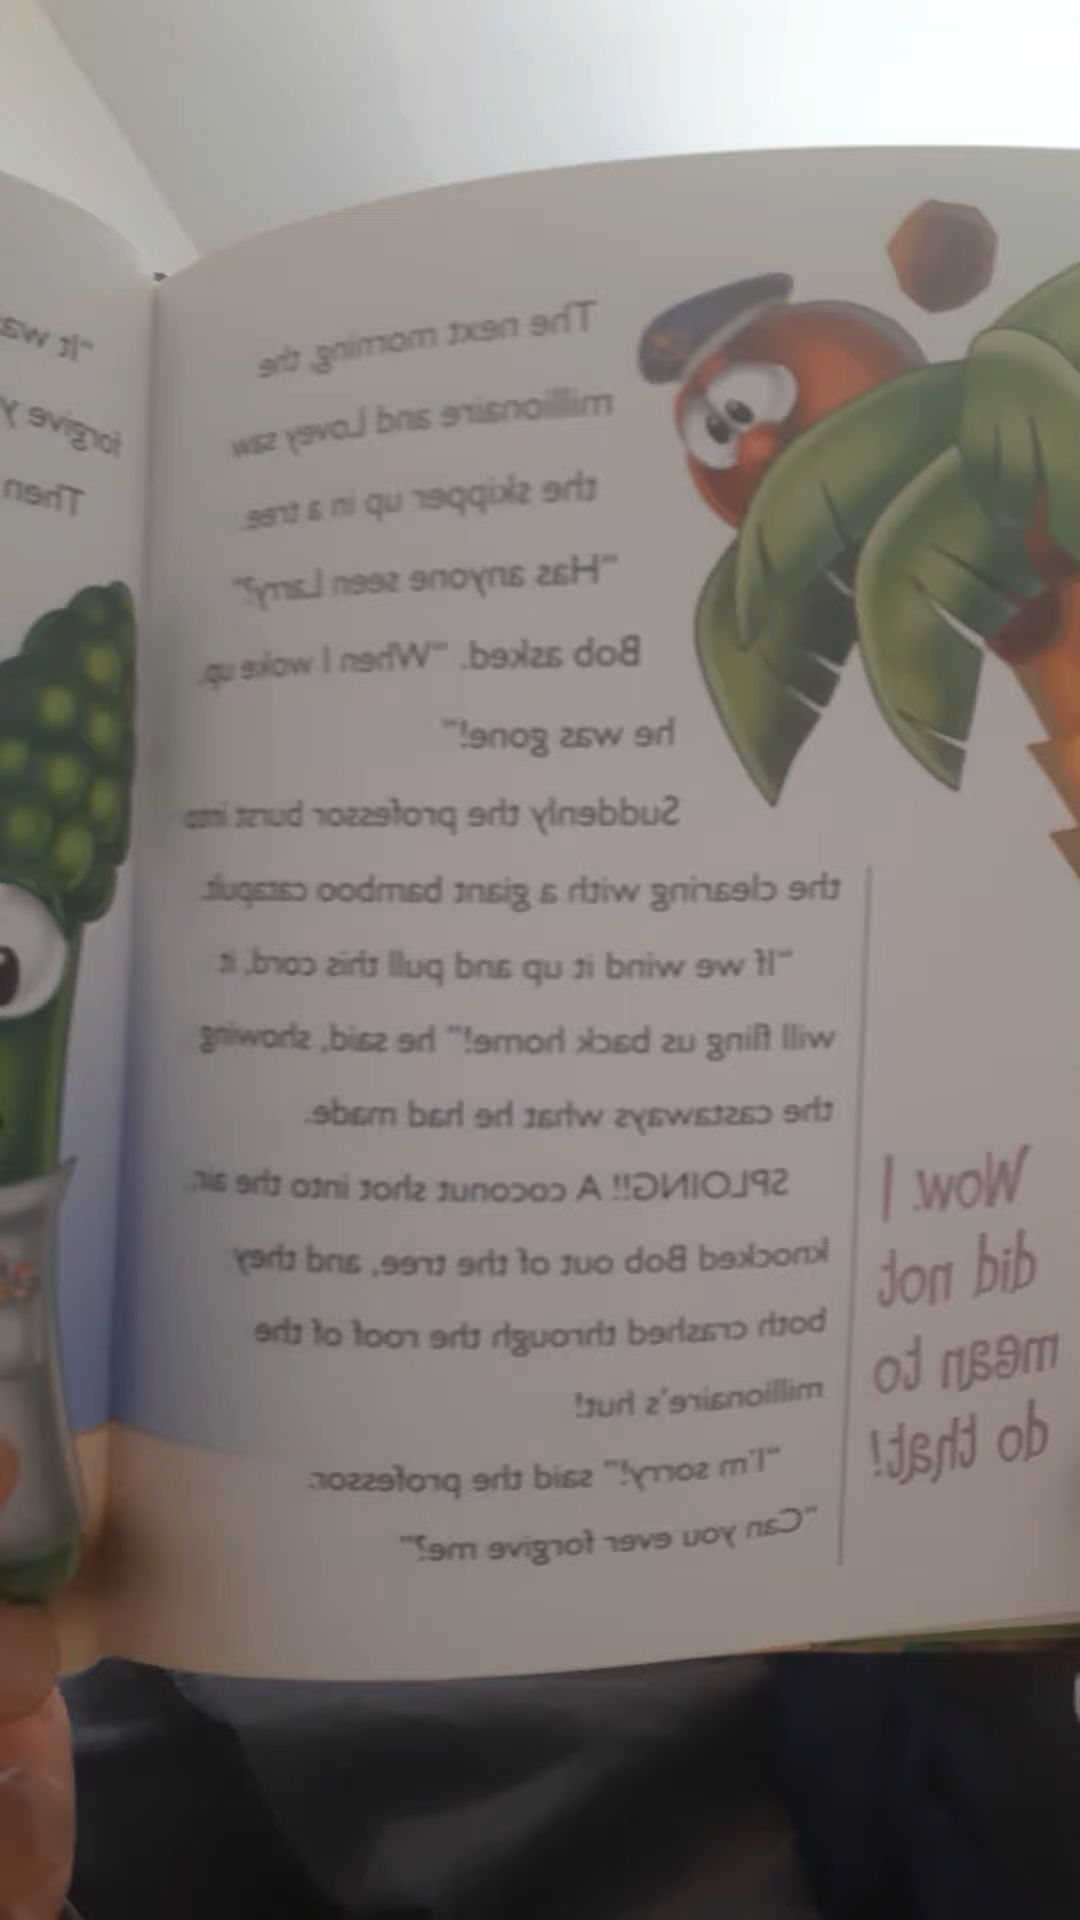 The next morning, the
millionaire and Lovey saw
the skipper up in a tree.
"Has anyone seen Larry?"
Bob asked. "When I woke up,
he was gone!"
Suddenly the professor burst into
the clearing with a giant bamboo catapult.
"If we wind it up and pull this cord, it
will fling us back home!" he said, showing
the castaways what he had made.
SPLOING!! A coconut shot into the air,
knocked Bob out of the tree, and they
both crashed through the roof of the
millionaire's hut!
"I'm sorry!" said the professor.
"Can you ever forgive me?"
Wow. I
did not
mean to
do that!
"It
forgive
Then